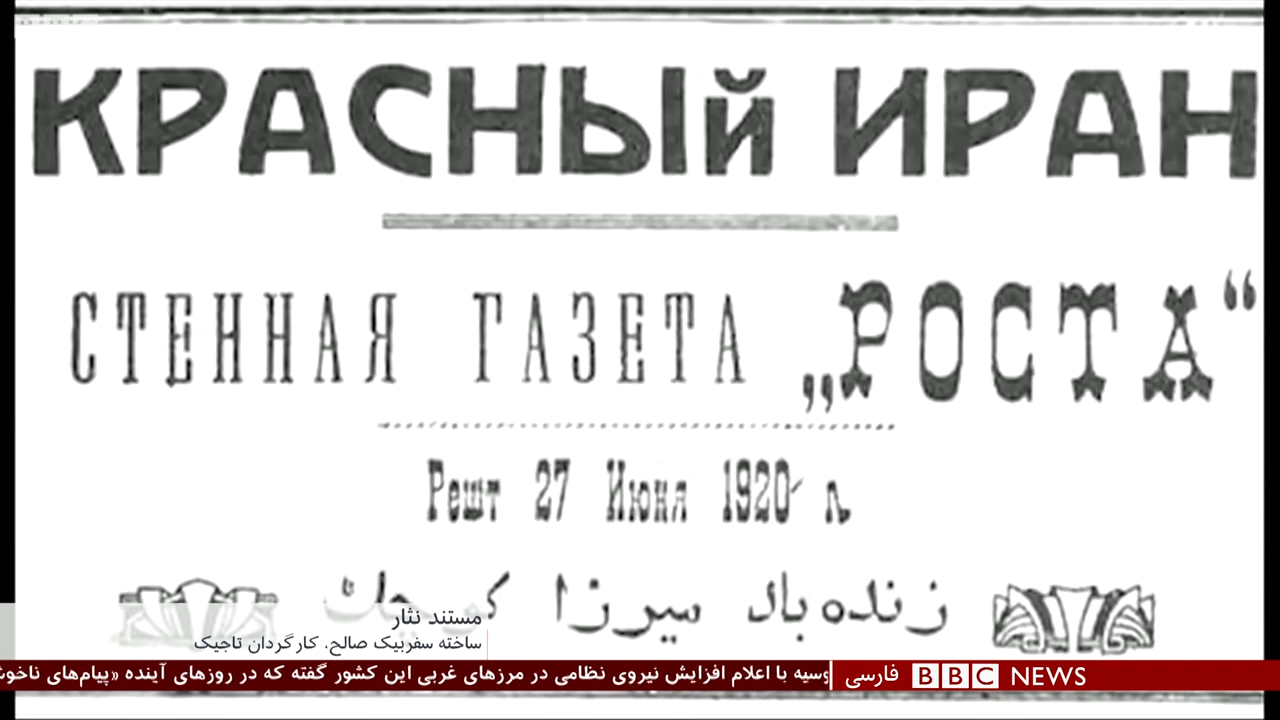 КРАСНЫЙ ИРАН
СТЕННАЯ ГАЗЕТА „РОСТА“
Решт 27 Июня 1920 г.
زنده باد میرزا کوچک
مستند نثار
ساخته سفربیک صالح، کارگردان تاجیک
وسیه با اعلام افزایش نیروی نظامی در مرزهای غربی این کشور گفته که در روزهای آینده «پیام‌های ناخوش
فارسی BBC NEWS